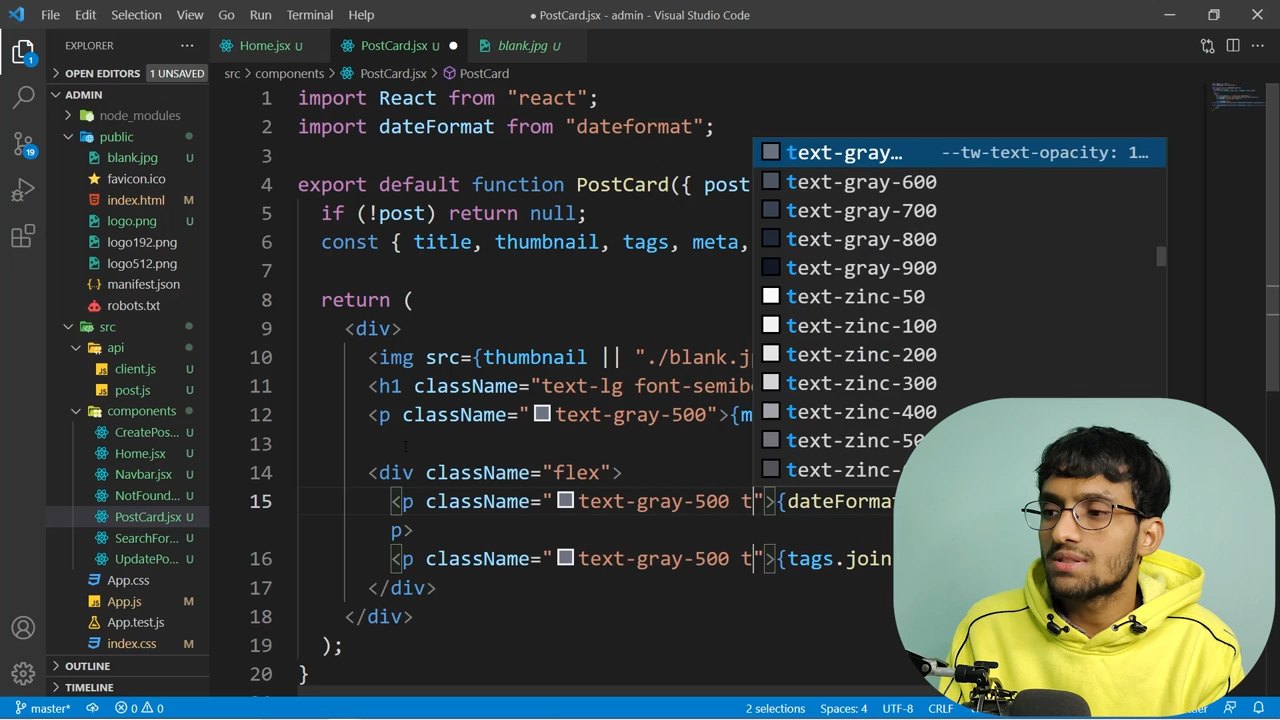 File Edit Selection View Go Run Terminal Help
● PostCard.jsx - admin - Visual Studio Code
EXPLORER
Home.jsx U
PostCard.jsx U
blank.jpg U
1
OPEN EDITORS 1 UNSAVED
src > components > PostCard.jsx > PostCard
ADMIN
node_modules
public
blank.jpg U
favicon.ico
index.html M
logo.png U
logo192.png
logo512.png
manifest.json
robots.txt
src
api
client.js U
post.js U
components
CreatePos... U
Home.jsx U
Navbar.jsx U
NotFound... U
PostCard.jsx U
SearchFor... U
UpdatePo... U
App.css
App.js M
App.test.js
index.css M
OUTLINE
TIMELINE
19
1 import React from "react";
2 import dateFormat from "dateformat";
3
4 export default function PostCard({ post
5 if (!post) return null;
6 const { title, thumbnail, tags, meta,
7
8 return (
9 <div>
10 <img src={thumbnail || "./blank.j
11 <h1 className="text-lg font-semib
12 <p className="text-gray-500">{m
13
14 <div className="flex">
15 <p className="text-gray-500 t">{dateForma
p>
16 <p className="text-gray-500 t">{tags.join
17 </div>
18 </div>
19 );
20 }
text-gray… --tw-text-opacity: 1…
text-gray-600
text-gray-700
text-gray-800
text-gray-900
text-zinc-50
text-zinc-100
text-zinc-200
text-zinc-300
text-zinc-400
text-zinc-50
text-zinc-
master* 0 0 2 selections Spaces: 4 UTF-8 CRLF